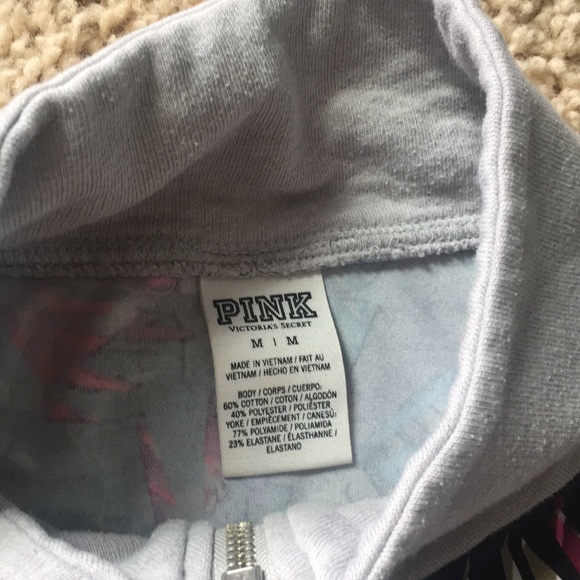 PINK
VICTORIA'S SECRET
M | M
MADE IN VIETNAM / FAIT AU
VIETNAM / HECHO EN VIETNAM
BODY / CORPS / CUERPO:
60% COTTON / COTON / ALGODÓN
40% POLYESTER / POLIÉSTER
YOKE / EMPIÈCEMENT / CANESÚ:
77% POLYAMIDE / POLIAMIDA
23% ELASTANE / ÉLASTHANNE /
ELASTANO